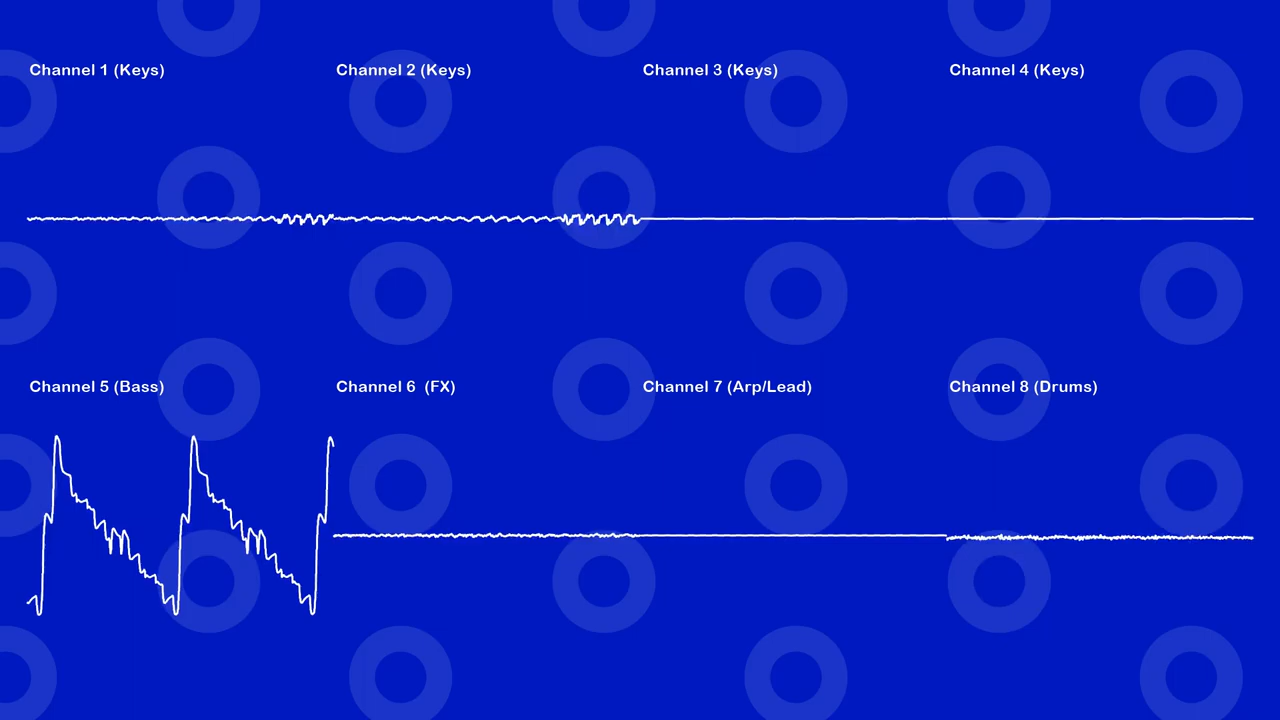 Channel 1 (Keys)
Channel 2 (Keys)
Channel 3 (Keys)
Channel 4 (Keys)
Channel 5 (Bass)
Channel 6  (FX)
Channel 7 (Arp/Lead)
Channel 8 (Drums)